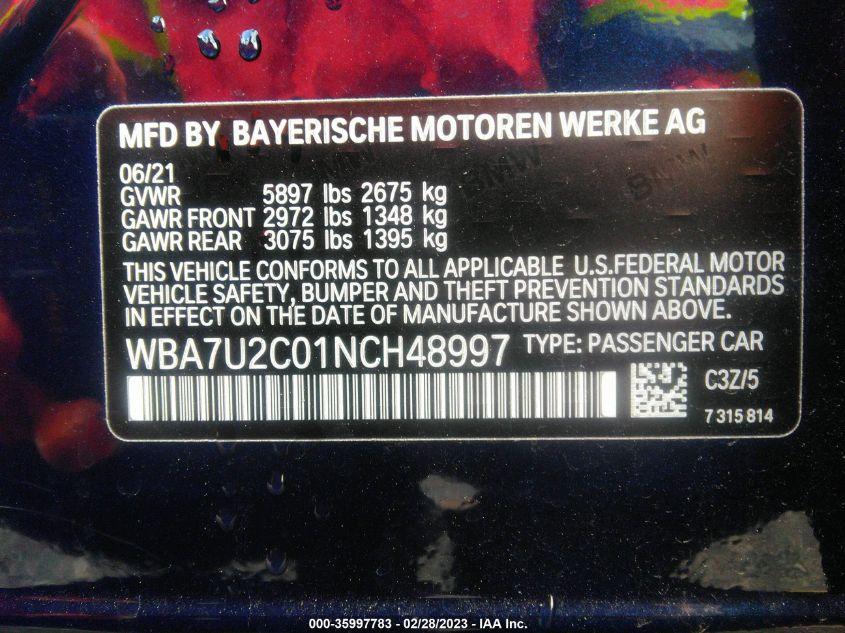 MFD BY BAYERISCHE MOTOREN WERKE AG
06/21
GVWR 5897 lbs 2675 kg
GAWR FRONT 2972 lbs 1348 kg
GAWR REAR 3075 lbs 1395 kg
THIS VEHICLE CONFORMS TO ALL APPLICABLE U.S.FEDERAL MOTOR
VEHICLE SAFETY, BUMPER AND THEFT PREVENTION STANDARDS
IN EFFECT ON THE DATE OF MANUFACTURE SHOWN ABOVE.
WBA7U2C01NCH48997 TYPE: PASSENGER CAR
C3Z/5
7 315 814
BMW
BMW
000-35997783 - 02/28/2023 - IAA Inc.